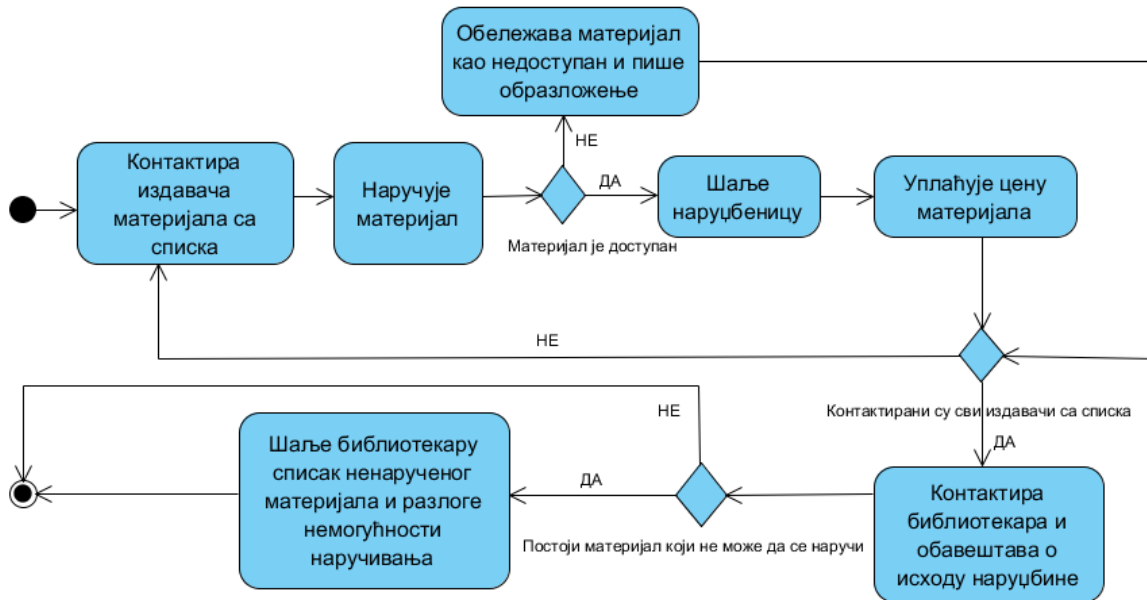 Обележава материјал
као недоступан и пише
образложење
НЕ
Контактира
издавача
материјала са
списка
Наручује
материјал
ДА
Материјал је доступан
Шаље
наруџбеницу
Уплаћује цену
материјала
НЕ
Контактирани су сви издавачи са списка
ДА
НЕ
Шаље библиотекару
списак ненарученог
материјала и разлоге
немогућности
наручивања
ДА
Постоји материјал који не може да се наручи
Контактира
библиотекара и
обавештава о
исходу наруџбине